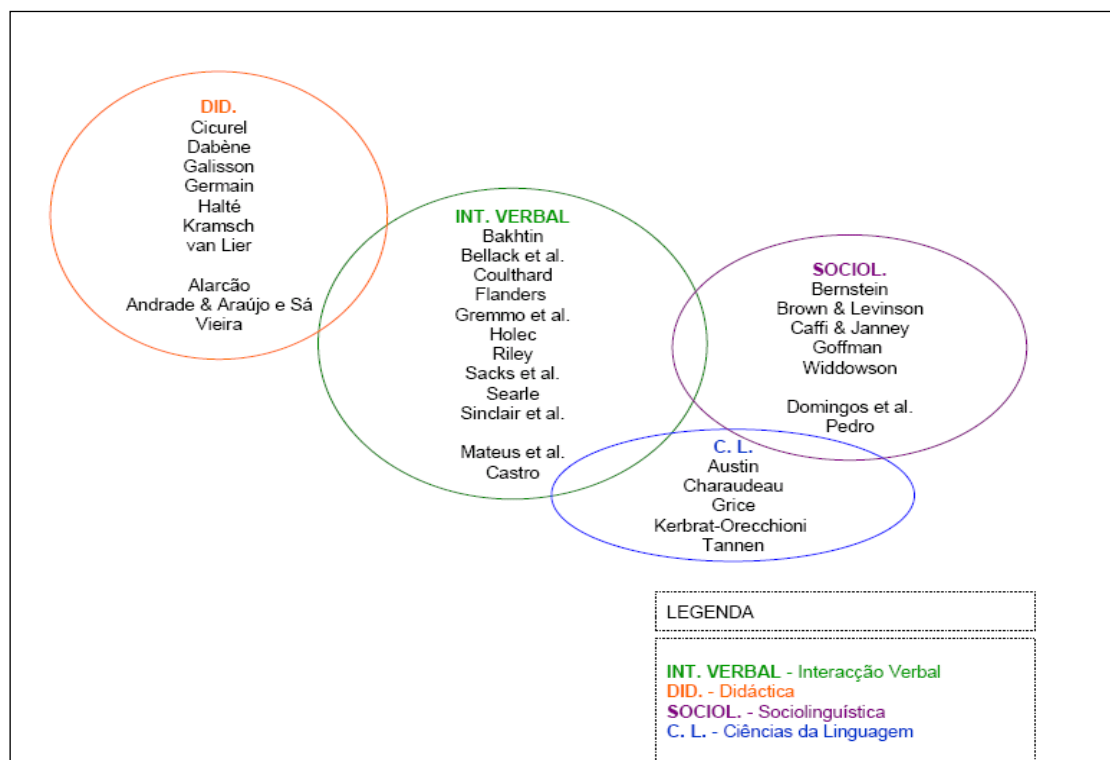 DID.
Cicurel
Dabène
Galisson
Germain
Halté
Kramsch
van Lier
Alarcão
Andrade & Araújo e Sá
Vieira
INT. VERBAL
Bakhtin
Bellack et al.
Coulthard
Flanders
Gremmo et al.
Holec
Riley
Sacks et al.
Searle
Sinclair et al.
Mateus et al.
Castro
SOCIOL.
Bernstein
Brown & Levinson
Caffi & Janney
Goffman
Widdowson
Domingos et al.
Pedro
C. L.
Austin
Charaudeau
Grice
Kerbrat-Orecchioni
Tannen
LEGENDA
INT. VERBAL - Interacção Verbal
DID. - Didáctica
SOCIOL. - Sociolinguística
C. L. - Ciências da Linguagem